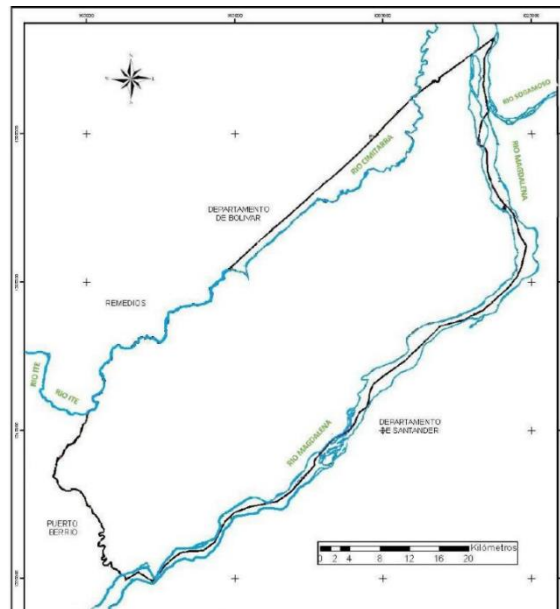 RIO SOGAMOSO
RIO CIMITARRA
RIO MAGDALENA
DEPARTAMENTO
DE BOLIVAR
REMEDIOS
RIO ITE
RIO ITE
DEPARTAMENTO
DE SANTANDER
RIO MAGDALENA
PUERTO
BERRIO
Kilómetros
0 2 4 8 12 16 20